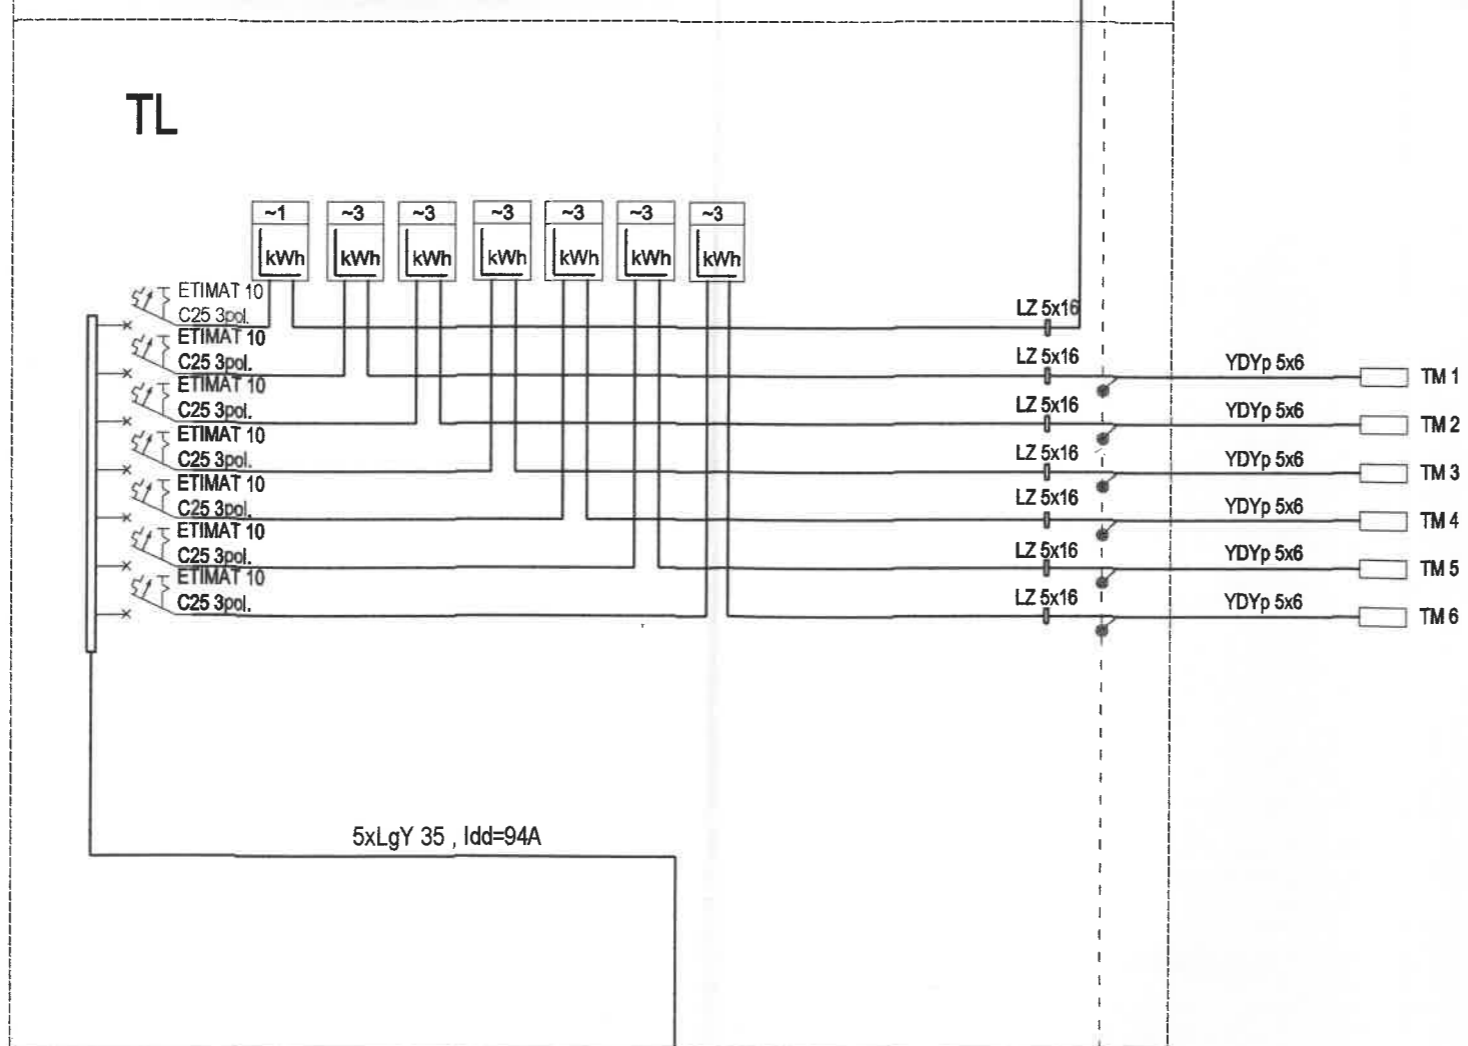 TL
~1 ~3 ~3 ~3 ~3 ~3 ~3
kWh kWh kWh kWh kWh kWh kWh
ETIMAT 10
C25 3pol.
LZ 5x16
ETIMAT 10
C25 3pol.
LZ 5x16 YDYp 5x6 TM 1
ETIMAT 10
C25 3pol.
LZ 5x16 YDYp 5x6 TM 2
ETIMAT 10
C25 3pol.
LZ 5x16 YDYp 5x6 TM 3
ETIMAT 10
C25 3pol.
LZ 5x16 YDYp 5x6 TM 4
ETIMAT 10
C25 3pol.
LZ 5x16 YDYp 5x6 TM 5
ETIMAT 10
C25 3pol.
LZ 5x16 YDYp 5x6 TM 6
5xLgY 35 , Idd=94A